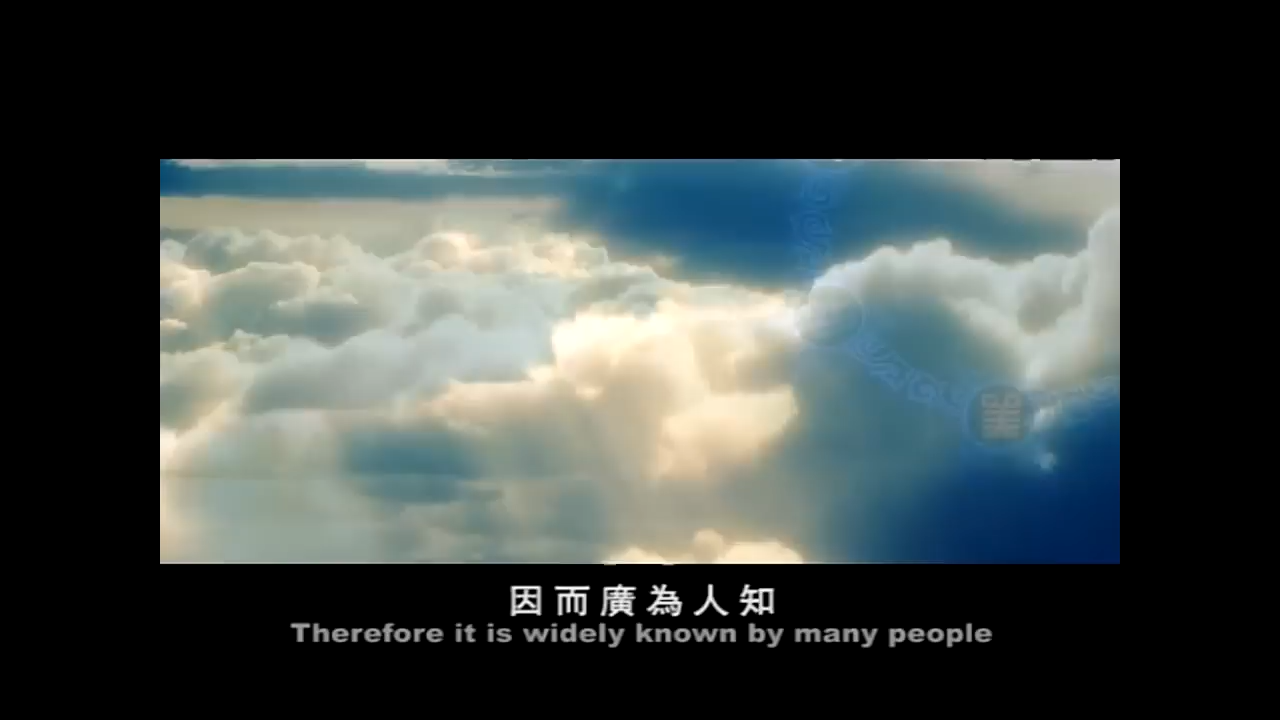 因而廣為人知
Therefore it is widely known by many people